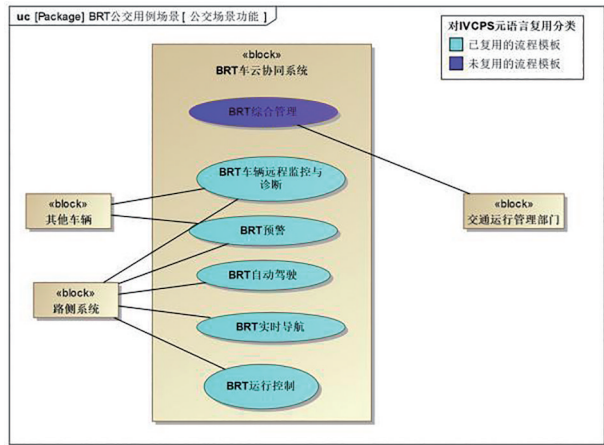 uc [Package] BRT公交用例场景 [ 公交场景功能 ]
对IVCPS元语言复用分类
已复用的流程模板
未复用的流程模板
«block»
BRT车云协同系统
BRT综合管理
BRT车辆远程监控与
诊断
«block»
其他车辆
«block»
交通运行管理部门
BRT预警
BRT自动驾驶
«block»
路侧系统
BRT实时导航
BRT运行控制